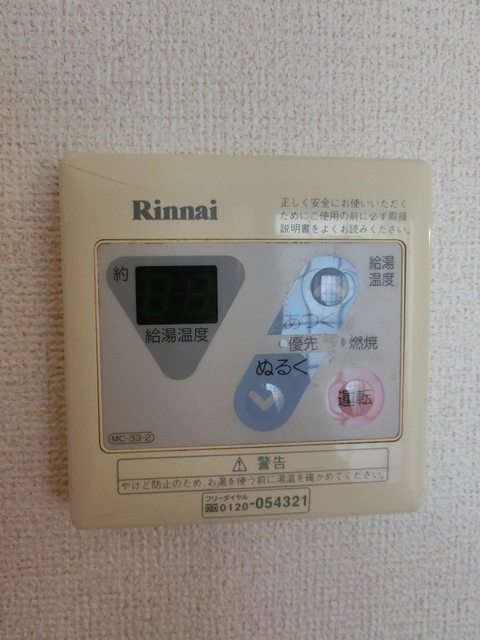 Rinnai
正しく安全にお使いいただく
ためにご使用の前に必ず取扱
説明書をよくお読みください。
約
給湯温度
給湯
温度
あつく
優先
燃焼
ぬるく
運転
MC-33-2
警告
やけど防止のため、お湯を使う前に湯温を確かめてください。
フリーダイヤル
0120-054321